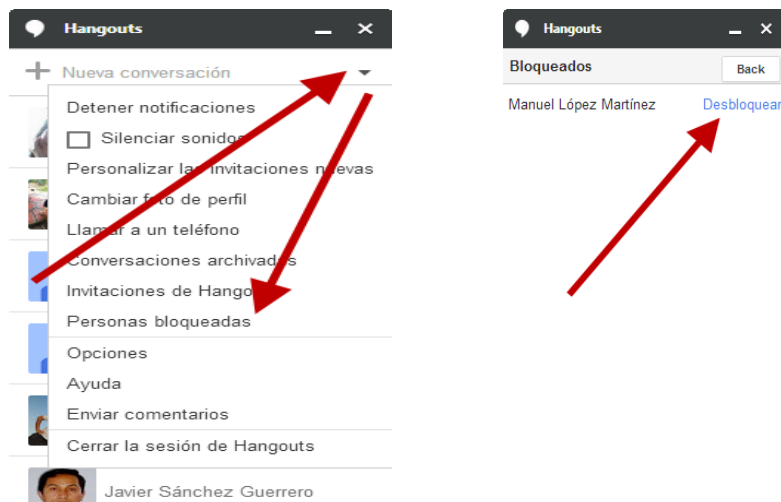 Hangouts
Nueva conversación
Detener notificaciones
Silenciar sonidos
Personalizar las invitaciones nuevas
Cambiar foto de perfil
Llamar a un teléfono
Conversaciones archivadas
Invitaciones de Hango
Personas bloqueadas
Opciones
Ayuda
Enviar comentarios
Cerrar la sesión de Hangouts
Javier Sánchez Guerrero
Hangouts
Bloqueados
Back
Manuel López Martínez Desbloquear